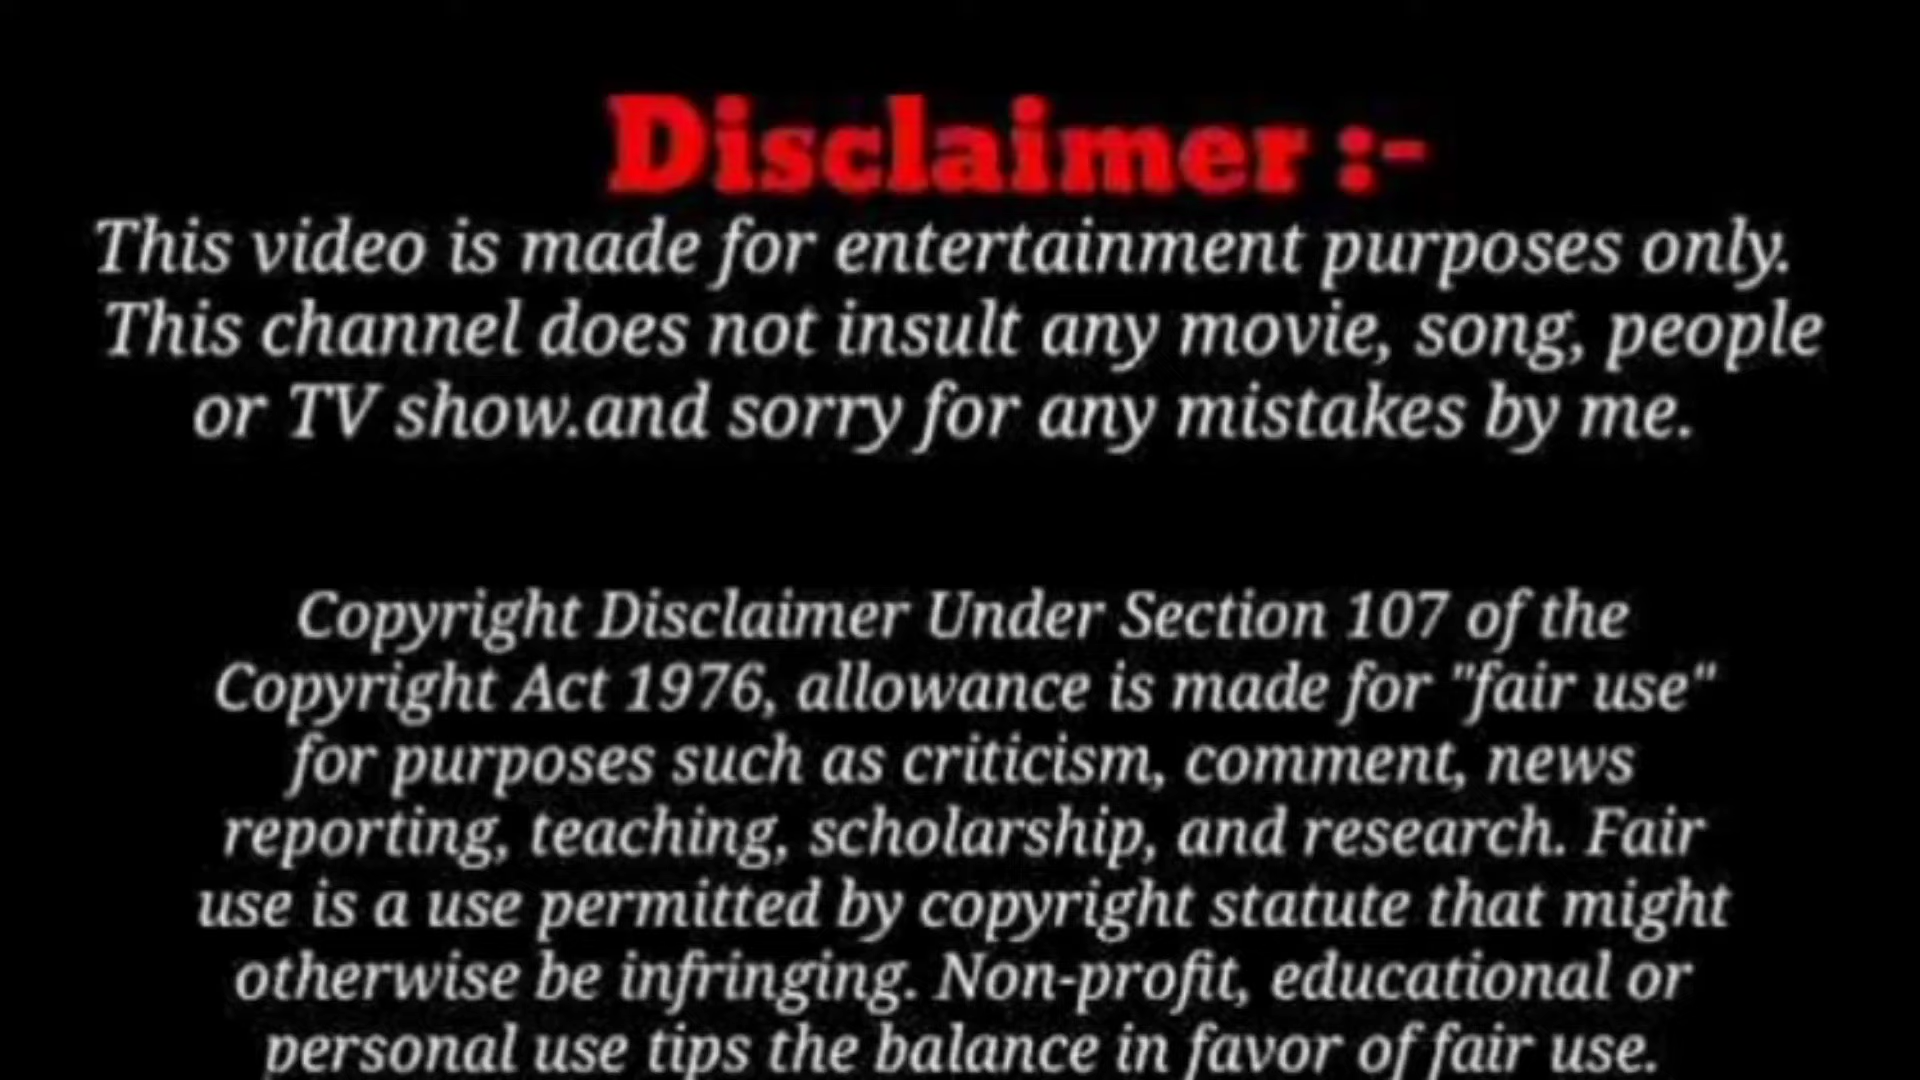 Disclaimer :-
This video is made for entertainment purposes only.
This channel does not insult any movie, song, people
or TV show.and sorry for any mistakes by me.
Copyright Disclaimer Under Section 107 of the
Copyright Act 1976, allowance is made for "fair use"
for purposes such as criticism, comment, news
reporting, teaching, scholarship, and research. Fair
use is a use permitted by copyright statute that might
otherwise be infringing. Non-profit, educational or
personal use tips the balance in favor of fair use.